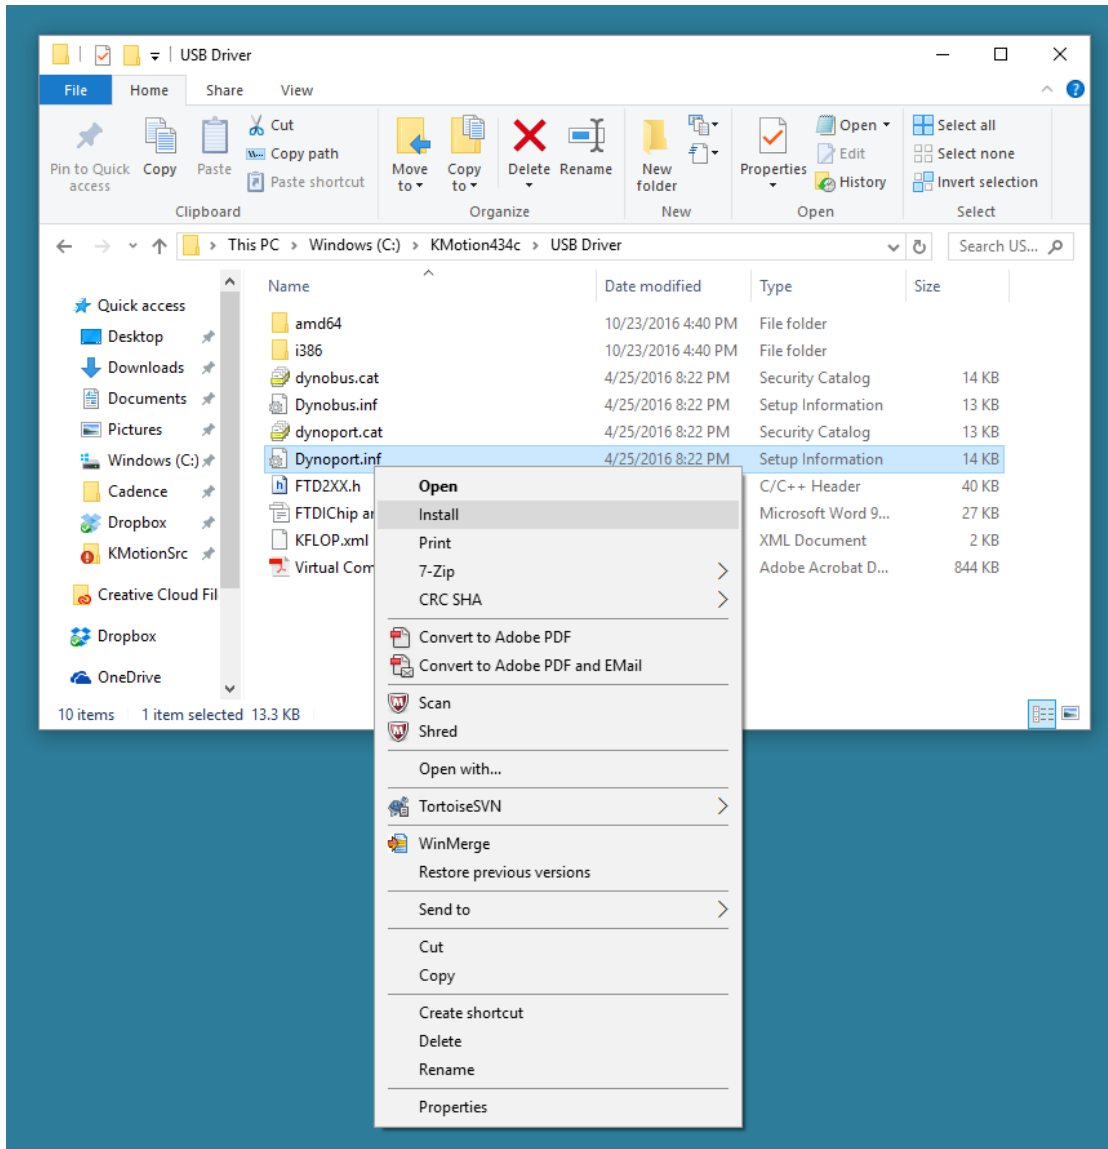 USB Driver
File Home Share View
Pin to Quick access
Copy
Paste
Cut
Copy path
Paste shortcut
Clipboard
Move to
Copy to
Delete
Rename
Organize
New folder
New
Properties
Open
Edit
History
Open
Select all
Select none
Invert selection
Select
This PC > Windows (C:) > KMotion434c > USB Driver
Search US...
Quick access
Desktop
Downloads
Documents
Pictures
Windows (C:)
Cadence
Dropbox
KMotionSrc
Creative Cloud Fil
Dropbox
OneDrive
Name Date modified Type Size
amd64 10/23/2016 4:40 PM File folder
i386 10/23/2016 4:40 PM File folder
dynobus.cat 4/25/2016 8:22 PM Security Catalog 14 KB
Dynobus.inf 4/25/2016 8:22 PM Setup Information 13 KB
dynoport.cat 4/25/2016 8:22 PM Security Catalog 13 KB
Dynoport.inf 4/25/2016 8:22 PM Setup Information 14 KB
FTD2XX.h C/C++ Header 40 KB
FTDIChip ar Microsoft Word 9... 27 KB
KFLOP.xml XML Document 2 KB
Virtual Com Adobe Acrobat D... 844 KB
10 items 1 item selected 13.3 KB
Open
Install
Print
7-Zip
CRC SHA
Convert to Adobe PDF
Convert to Adobe PDF and EMail
Scan
Shred
Open with...
TortoiseSVN
WinMerge
Restore previous versions
Send to
Cut
Copy
Create shortcut
Delete
Rename
Properties